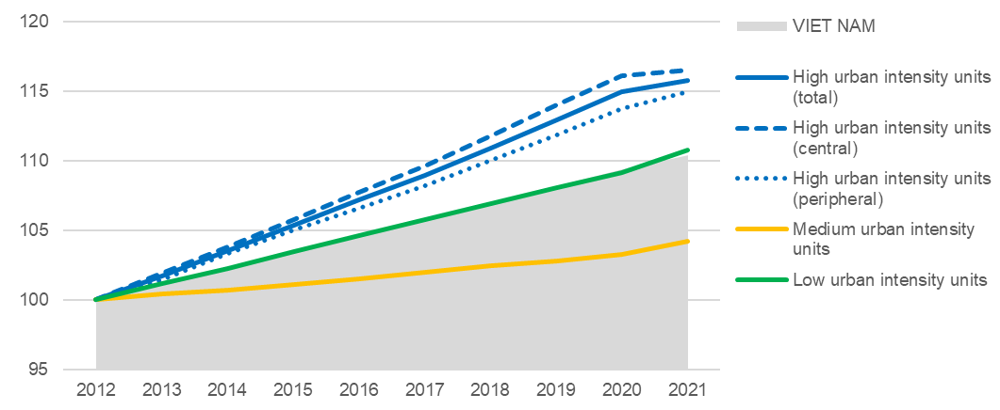 120
115
110
105
100
95
2012 2013 2014 2015 2016 2017 2018 2019 2020 2021
VIET NAM
High urban intensity units
(total)
High urban intensity units
(central)
High urban intensity units
(peripheral)
Medium urban intensity
units
Low urban intensity units